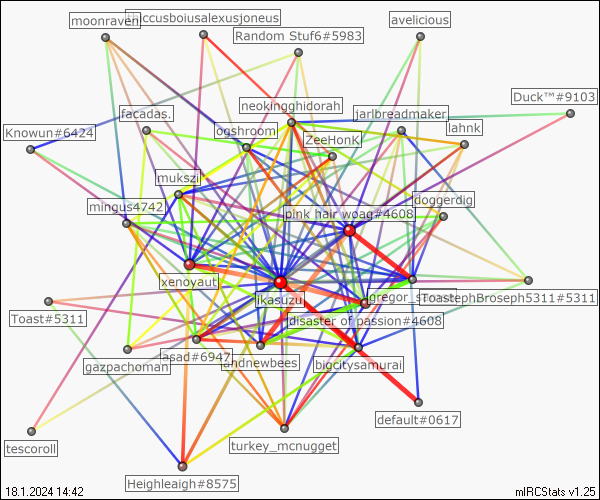 moonraven
thiccusboiusalexusjoneus
Random Stuf6#5983
avelicious
Duck™#9103
neokingghidorah
jarlbreadmaker
facadas.
Knowun#6424
ogshroom
ZeeHonK
lahnk
mukszi
doggerdig
mingus4742
pink hair woag#4608
xenoyaut
ikasuzu
gregor_s
JosephBroseph5311#5311
Toast#5311
disaster of passion#4608
gazpachoman
asad#6947
andnewbees
bigcitysamurai
default#0617
tescoroll
turkey_mcnugget
Heighleaigh#8575
18.1.2024 14:42
mIRCStats v1.25